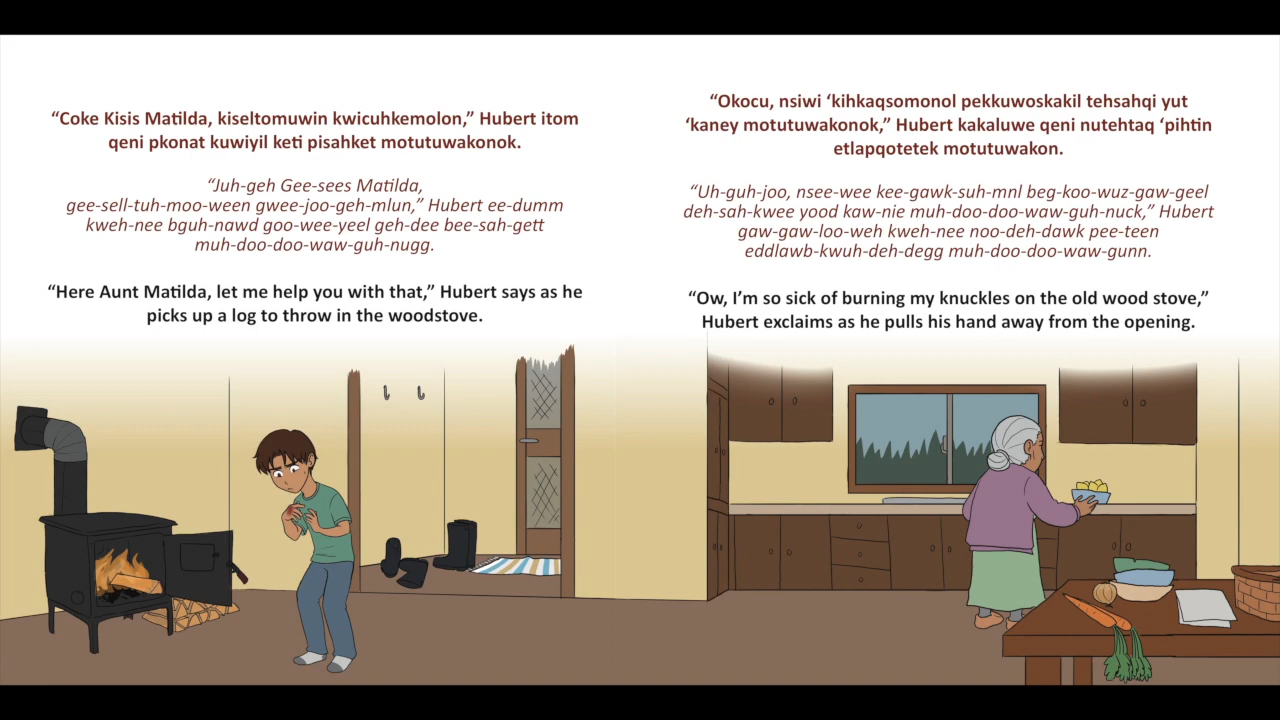 “Coke Kisis Matilda, kiseltomuwin kwicuhkemolon,” Hubert itom
qeni pkonat kuwiyil keti pisahket motutuwakonok.
“Juh-geh Gee-sees Matilda,
gee-sell-tuh-moo-ween gwee-joo-geh-mlun,” Hubert ee-dumm
kweh-nee bguh-nawd goo-wee-yeel geh-dee bee-sah-gett
muh-doo-doo-waw-guh-nugg.
“Here Aunt Matilda, let me help you with that,” Hubert says as he
picks up a log to throw in the woodstove.
“Okocu, nsiwi ‘kihkaqsomonol pekkuwoskakil tehsahqi yut
‘kaney motutuwakonok,” Hubert kakaluwe qeni nutehtaq ‘pihtin
etlapqotetek motutuwakon.
“Uh-guh-joo, nsee-wee kee-gawk-suh-mnl beg-koo-wuz-gaw-geel
deh-sah-kwee yood kaw-nie muh-doo-doo-waw-guh-nuck,” Hubert
gaw-gaw-loo-weh kweh-nee noo-deh-dawk pee-teen
eddlawb-kwuh-deh-degg muh-doo-doo-waw-gunn.
“Ow, I’m so sick of burning my knuckles on the old wood stove,”
Hubert exclaims as he pulls his hand away from the opening.